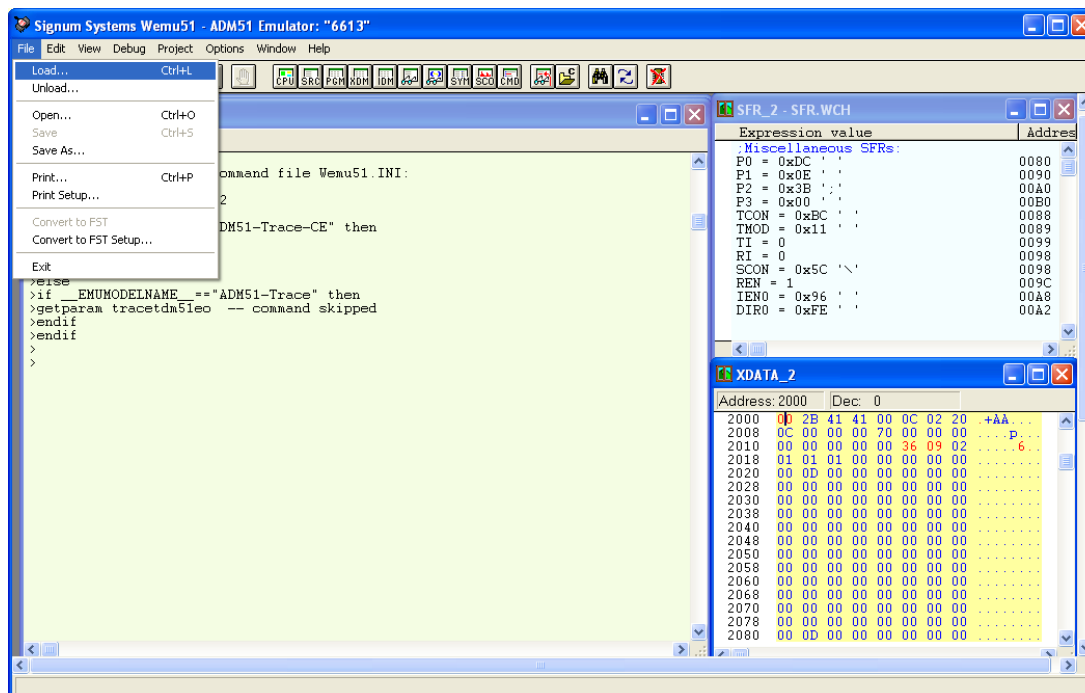 Signum Systems Wemu51 - ADM51 Emulator: "6613"
File Edit View Debug Project Options Window Help
CPU SRC PGM XDM IDM SYM SCO CMD
Load... Ctrl+L
Unload...
Open... Ctrl+O
Save Ctrl+S
Save As...
Print... Ctrl+P
Print Setup...
Convert to FST
Convert to FST Setup...
Exit
ommand file Wemu51.INI:
2
DM51-Trace-CE" then
>else
>if __EMUMODELNAME__=="ADM51-Trace" then
>getparam tracetdm51eo -- command skipped
>endif
>endif
>
>
SFR_2 - SFR.WCH
Expression value Addres
;Miscellaneous SFRs:
P0 = 0xDC ' ' 0080
P1 = 0x0E ' ' 0090
P2 = 0x3B ';' 00A0
P3 = 0x00 ' ' 00B0
TCON = 0xBC ' ' 0088
TMOD = 0x11 ' ' 0089
TI = 0 0099
RI = 0 0098
SCON = 0x5C '\' 0098
REN = 1 009C
IEN0 = 0x96 ' ' 00A8
DIR0 = 0xFE ' ' 00A2
XDATA_2
Address: 2000 Dec: 0
2000 00 2B 41 41 00 0C 02 20 .+AA...
2008 0C 00 00 00 70 00 00 00 ....p...
2010 00 00 00 00 00 36 09 02 .....6..
2018 01 01 01 00 00 00 00 00 ........
2020 00 0D 00 00 00 00 00 00 ........
2028 00 00 00 00 00 00 00 00 ........
2030 00 00 00 00 00 00 00 00 ........
2038 00 00 00 00 00 00 00 00 ........
2040 00 00 00 00 00 00 00 00 ........
2048 00 00 00 00 00 00 00 00 ........
2050 00 00 00 00 00 00 00 00 ........
2058 00 00 00 00 00 00 00 00 ........
2060 00 00 00 00 00 00 00 00 ........
2068 00 00 00 00 00 00 00 00 ........
2070 00 00 00 00 00 00 00 00 ........
2078 00 00 00 00 00 00 00 00 ........
2080 00 0D 00 00 00 00 00 00 ........